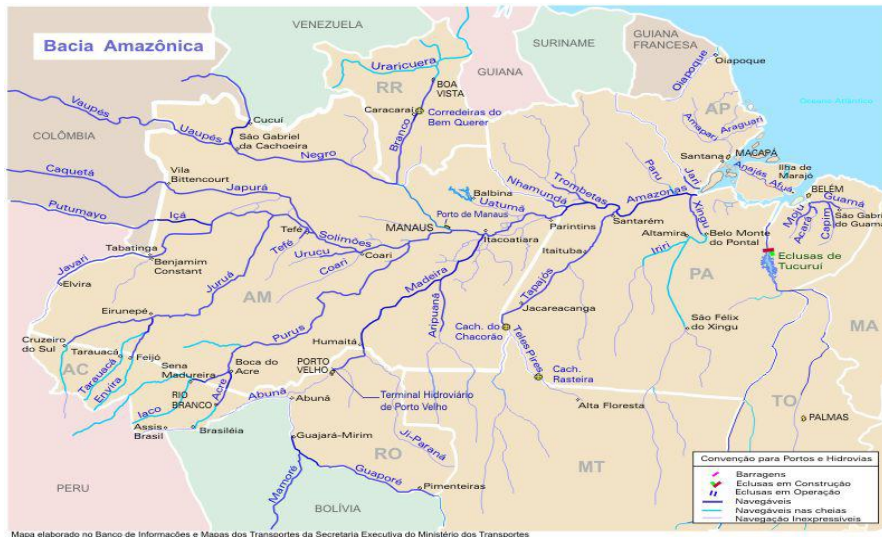 Bacia Amazônica
VENEZUELA
SURINAME
GUIANA
FRANCESA
GUIANA
COLÔMBIA
PERU
BOLÍVIA
Oceano Atlântico
RR
AP
AM
PA
AC
RO
MT
TO
MA
Uraricuera
BOA
VISTA
Caracaraí
Corredeiras do
Bem Querer
Branco
Oiapoque
Oiapoque
Araguari
Amapari
Santana
MACAPÁ
Ilha de
Marajó
Anajás
Afuá
BELÉM
Guamá
Moju
Acará
Capim
São Gabriel
do Guamá
Vaupés
Uaupés
Cucuí
São Gabriel
da Cachoeira
Negro
Caquetá
Vila
Bittencourt
Japurá
Putumayo
Içá
Tabatinga
Benjamim
Constant
Javari
Elvira
Solimões
Tefé
Tefé
Urucu
Coari
Coari
Juruá
MANAUS
Porto de Manaus
Balbina
Uatumã
Nhamundá
Trombetas
Itacoatiara
Parintins
Amazonas
Paru
Jari
Xingu
Santarém
Altamira
Belo Monte
do Pontal
Iriri
Itaituba
Eclusas de
Tucuruí
Madeira
Aripuanã
Tapajós
Jacareacanga
São Félix
do Xingu
Eirunepé
Purus
Humaitá
Cach. do
Chacorão
Teles Pires
Cach.
Rasteira
Cruzeiro
do Sul
Tarauacá
Feijó
Tarauacá
Envira
Sena
Madureira
Boca do
Acre
PORTO
VELHO
RIO
BRANCO
Acre
Iaco
Assis
Brasil
Brasiléia
Abunã
Abunã
Terminal Hidroviário
de Porto Velho
Alta Floresta
PALMAS
Guajará-Mirim
Ji-Paraná
Mamoré
Guaporé
Pimenteiras
Convenção para Portos e Hidrovias
Barragens
Eclusas em Construção
Eclusas em Operação
Navegáveis
Navegáveis nas cheias
Navegação Inexpressíveis
Mapa elaborado no Banco de Informações e Mapas dos Transportes da Secretaria Executiva do Ministério dos Transportes